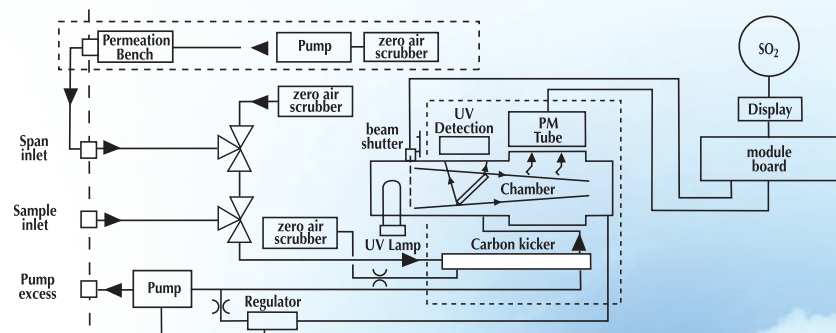 Permeation
Bench
Pump
zero air
scrubber
SO₂
zero air
scrubber
UV
Detection
PM
Tube
Display
beam
shutter
Span
inlet
module
board
Chamber
Sample
inlet
zero air
scrubber
UV Lamp
Carbon kicker
Pump
excess
Pump
Regulator